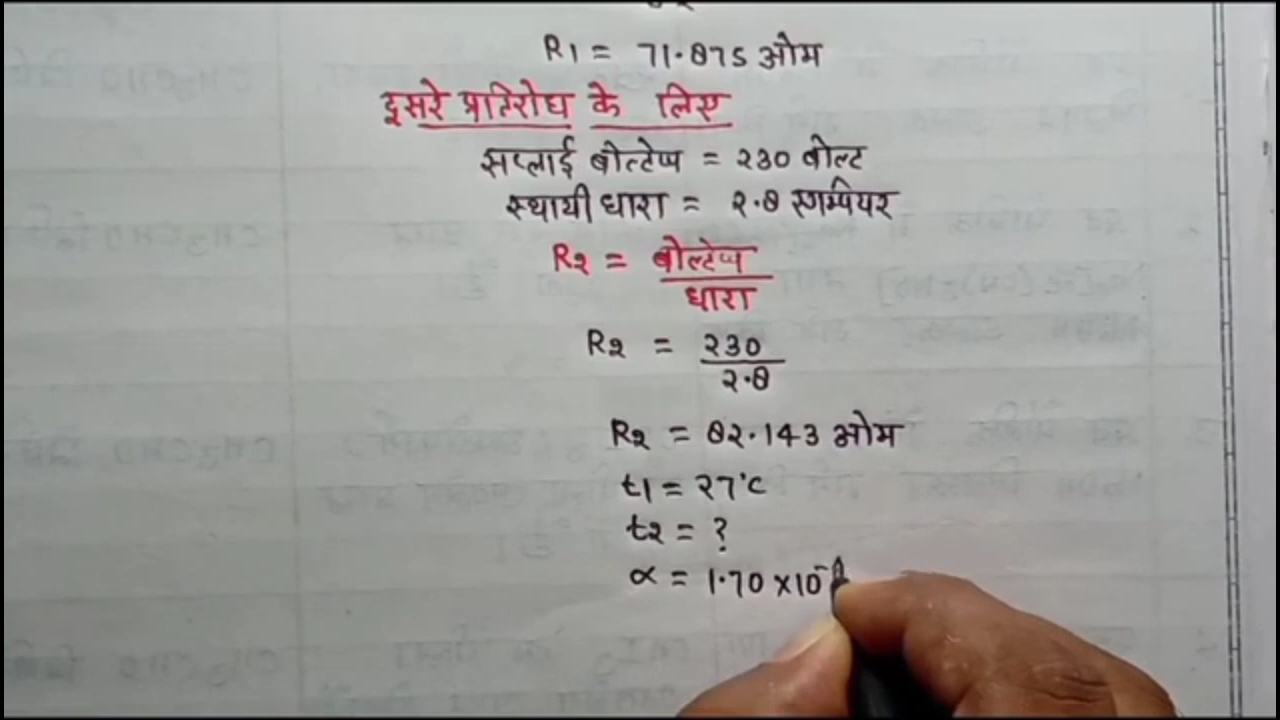 R1 = 71.875 ओम
दूसरे प्रतिरोध के लिए
सप्लाई वोल्टेज = 230 वोल्ट
स्थायी धारा = 2.8 एम्पियर
R2 = वोल्टेज / धारा
R2 = 230 / 2.8
R2 = 82.143 ओम
t1 = 27°c
t2 = ?
α = 1.70 × 10⁻